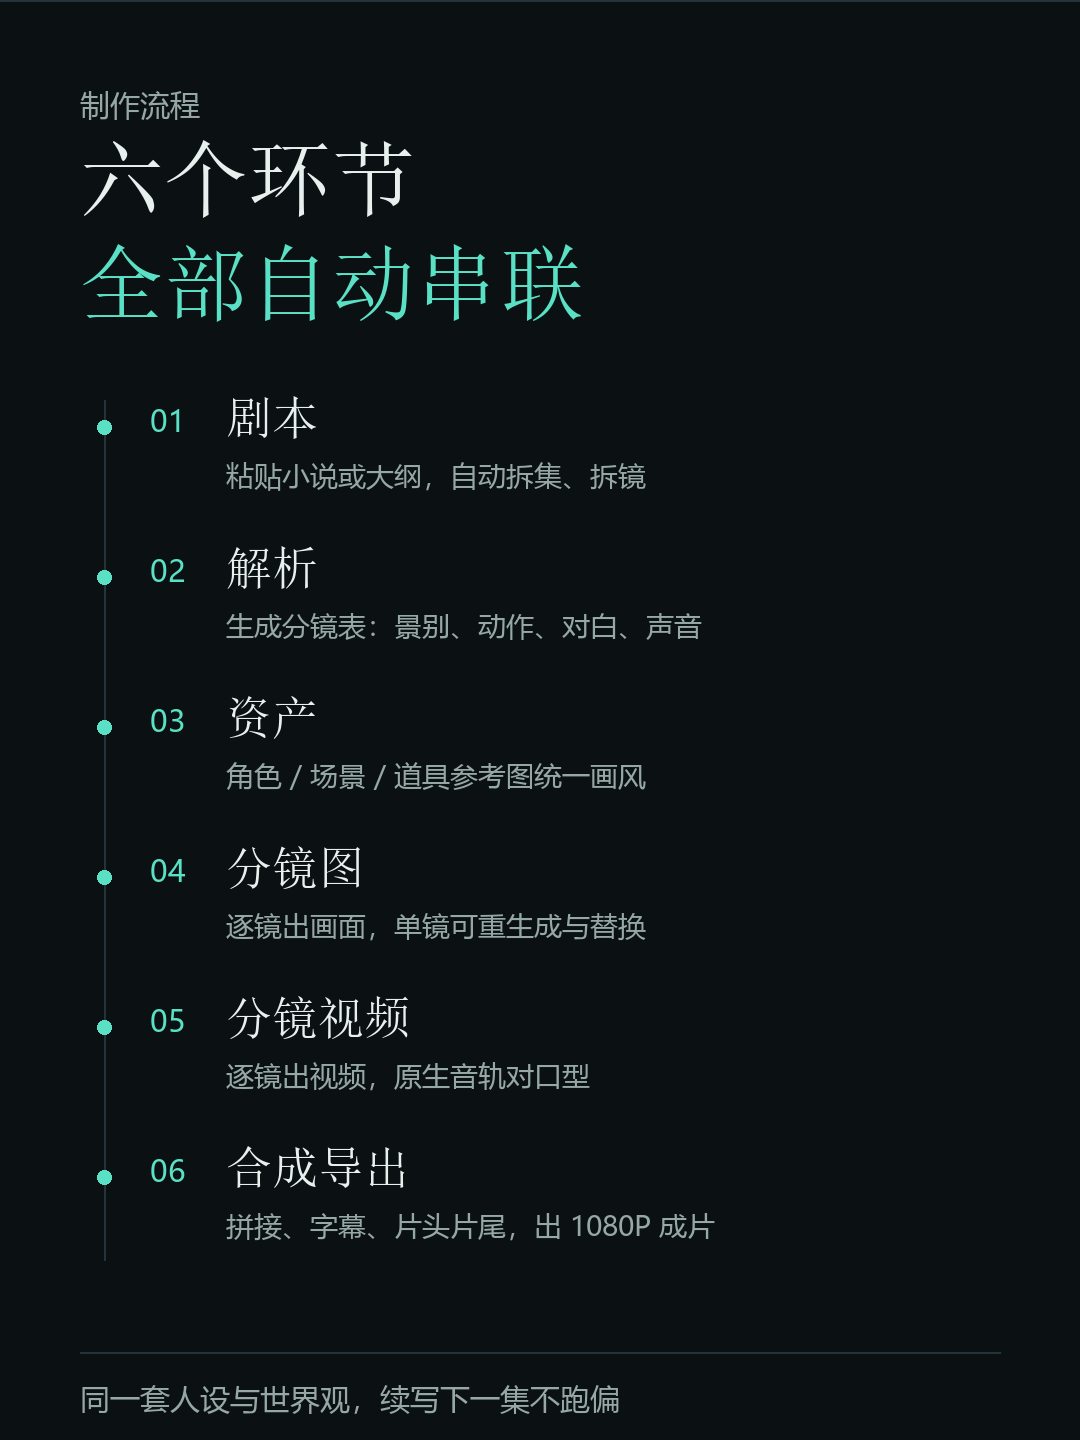 制作流程
六个环节
全部自动串联
01 剧本
粘贴小说或大纲，自动拆集、拆镜
02 解析
生成分镜表：景别、动作、对白、声音
03 资产
角色 / 场景 / 道具参考图统一画风
04 分镜图
逐镜出画面，单镜可重生成与替换
05 分镜视频
逐镜出视频，原生音轨对口型
06 合成导出
拼接、字幕、片头片尾，出 1080P 成片
同一套人设与世界观，续写下一集不跑偏